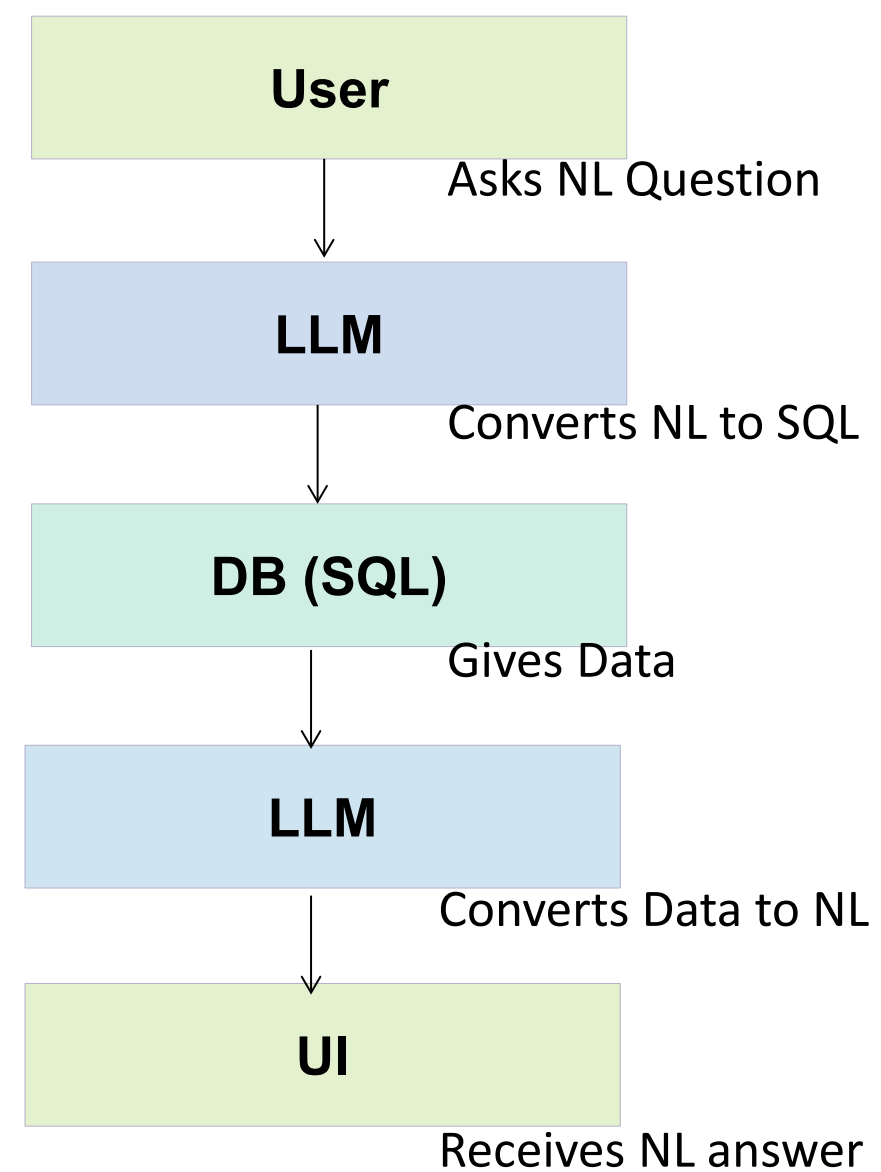 User
Asks NL Question
LLM
Converts NL to SQL
DB (SQL)
Gives Data
LLM
Converts Data to NL
UI
Receives NL answer